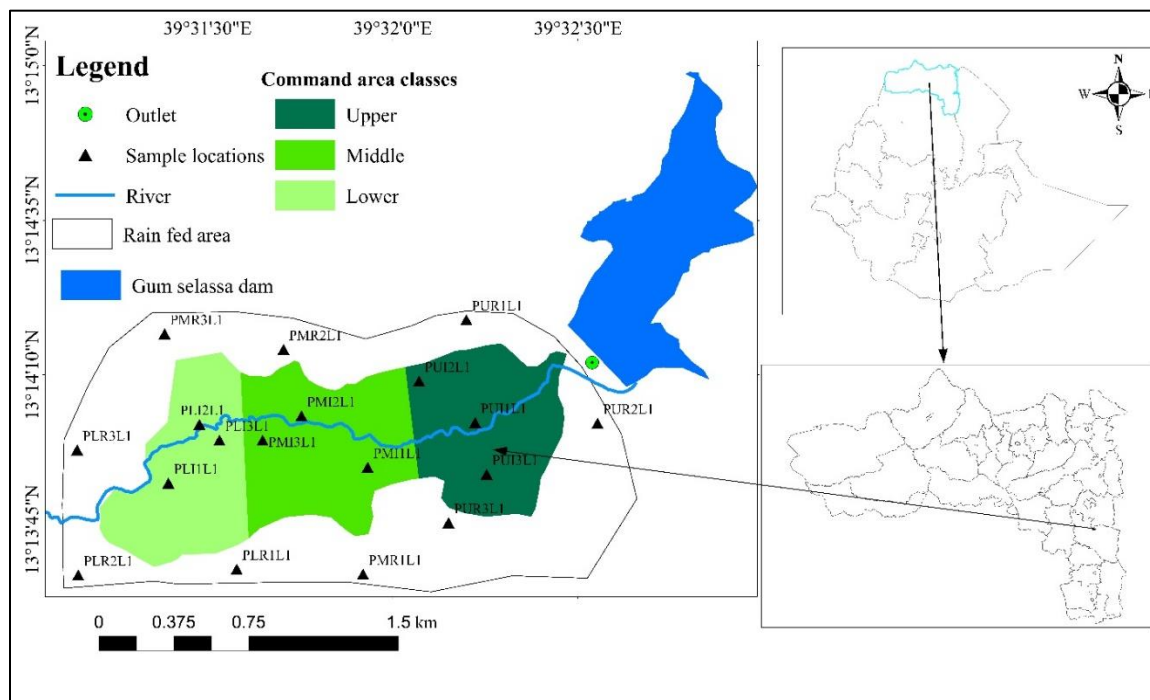 39°31'30"E
39°32'0"E
39°32'30"E
13°15'0"N
13°14'35"N
13°14'10"N
13°13'45"N
Legend
Outlet
Sample locations
River
Rain fed area
Gum selassa dam
Command area classes
Upper
Middle
Lower
PMR3L1
PMR2L1
PUR1L1
PUI2L1
PMI2L1
PUI1L1
PUR2L1
PLI2L1
PLI3L1
PMI3L1
PLR3L1
PMI1L1
PUI3L1
PLI1L1
PUR3L1
PLR2L1
PLR1L1
PMR1L1
0
0.375
0.75
1.5 km
N
W
S